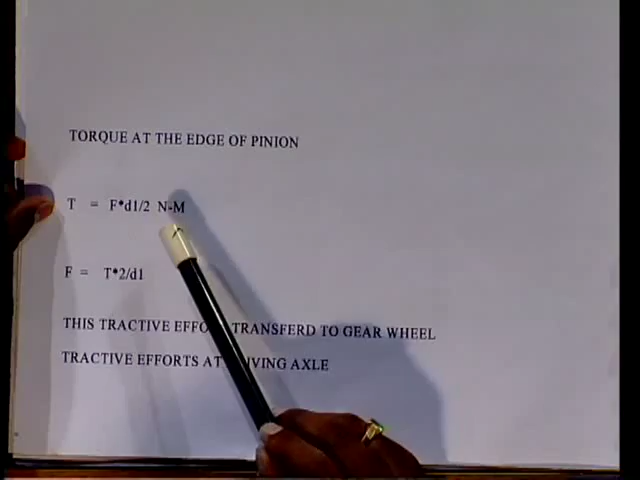 TORQUE AT THE EDGE OF PINION
T = F*d1/2 N-M
F = T*2/d1
THIS TRACTIVE TRANSFERD TO GEAR WHEEL
TRACTIVE EFFORTS AT AXLE